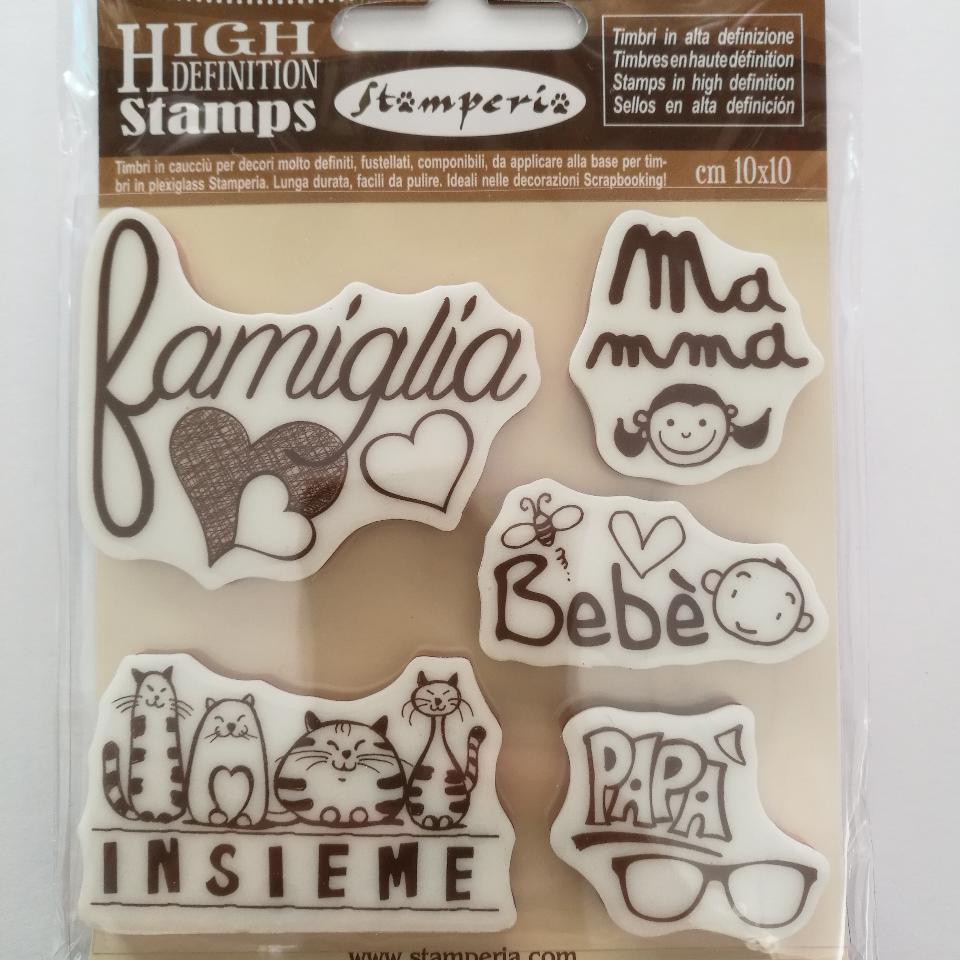 HIGH
DEFINITION
Stamps
Stamperia
Timbri in alta definizione
Timbres en haute définition
Stamps in high definition
Sellos en alta definición
Timbri in caucciù per decori molto definiti, fustellati, componibili, da applicare alla base per tim-
bri in plexiglass Stamperia. Lunga durata, facili da pulire. Ideali nelle decorazioni Scrapbooking!
cm 10x10
famiglia
Ma
mma
Bebè
INSIEME
PAPA'
www.stamperia.com